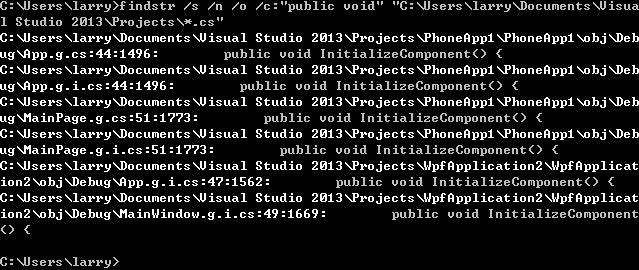 C:\Users\larry>findstr /s /n /o /c:"public void" "C:\Users\larry\Documents\Visua
l Studio 2013\Projects\*.cs"
C:\Users\larry\Documents\Visual Studio 2013\Projects\PhoneApp1\PhoneApp1\obj\Deb
ug\App.g.cs:44:1496:        public void InitializeComponent() {
C:\Users\larry\Documents\Visual Studio 2013\Projects\PhoneApp1\PhoneApp1\obj\Deb
ug\App.g.i.cs:44:1496:        public void InitializeComponent() {
C:\Users\larry\Documents\Visual Studio 2013\Projects\PhoneApp1\PhoneApp1\obj\Deb
ug\MainPage.g.cs:51:1773:        public void InitializeComponent() {
C:\Users\larry\Documents\Visual Studio 2013\Projects\PhoneApp1\PhoneApp1\obj\Deb
ug\MainPage.g.i.cs:51:1773:        public void InitializeComponent() {
C:\Users\larry\Documents\Visual Studio 2013\Projects\WpfApplication2\WpfApplicat
ion2\obj\Debug\App.g.i.cs:47:1562:        public void InitializeComponent() {
C:\Users\larry\Documents\Visual Studio 2013\Projects\WpfApplication2\WpfApplicat
ion2\obj\Debug\MainWindow.g.i.cs:49:1669:        public void InitializeComponent
() {
C:\Users\larry>